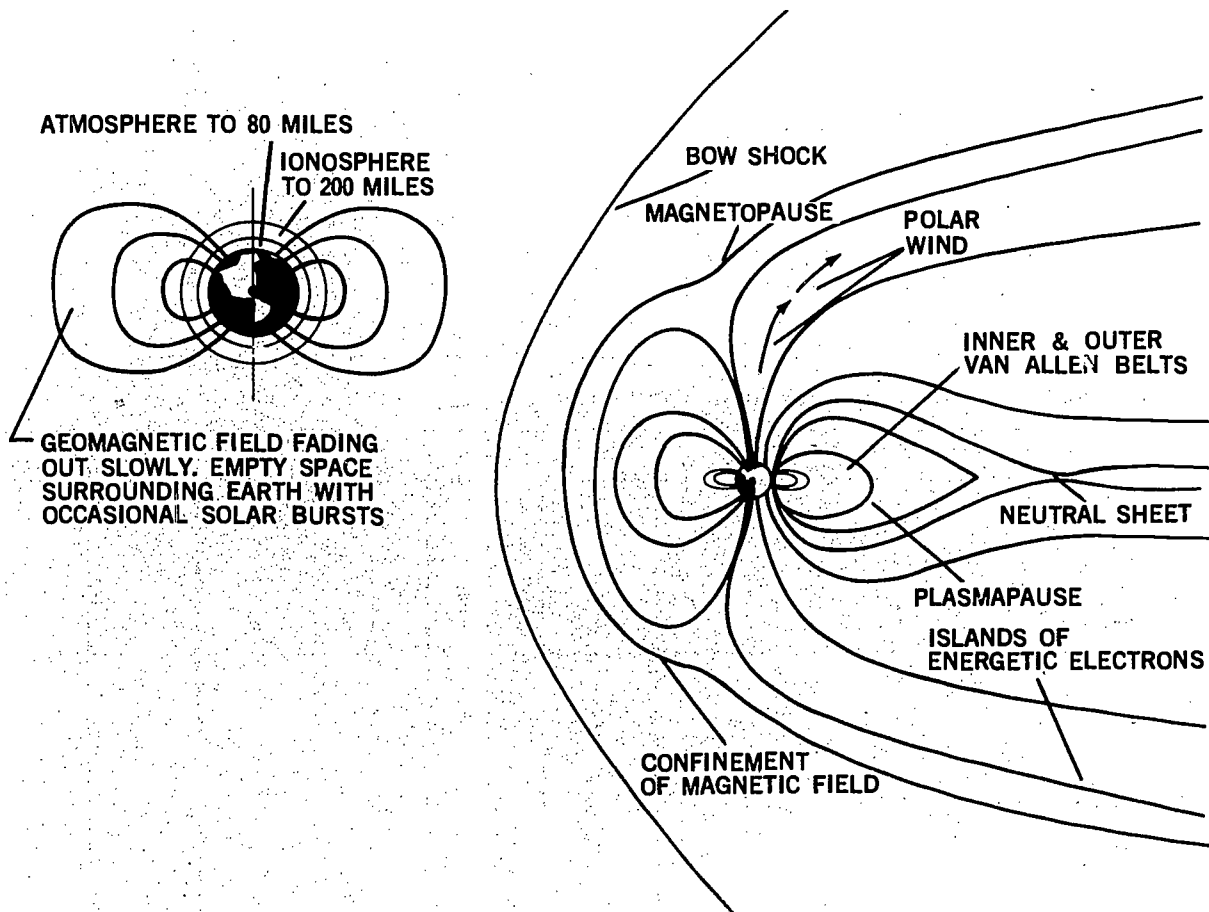 ATMOSPHERE TO 80 MILES
IONOSPHERE
TO 200 MILES
GEOMAGNETIC FIELD FADING
OUT SLOWLY. EMPTY SPACE
SURROUNDING EARTH WITH
OCCASIONAL SOLAR BURSTS
BOW SHOCK
MAGNETOPAUSE
POLAR
WIND
INNER & OUTER
VAN ALLEN BELTS
NEUTRAL SHEET
PLASMAPAUSE
ISLANDS OF
ENERGETIC ELECTRONS
CONFINEMENT
OF MAGNETIC FIELD